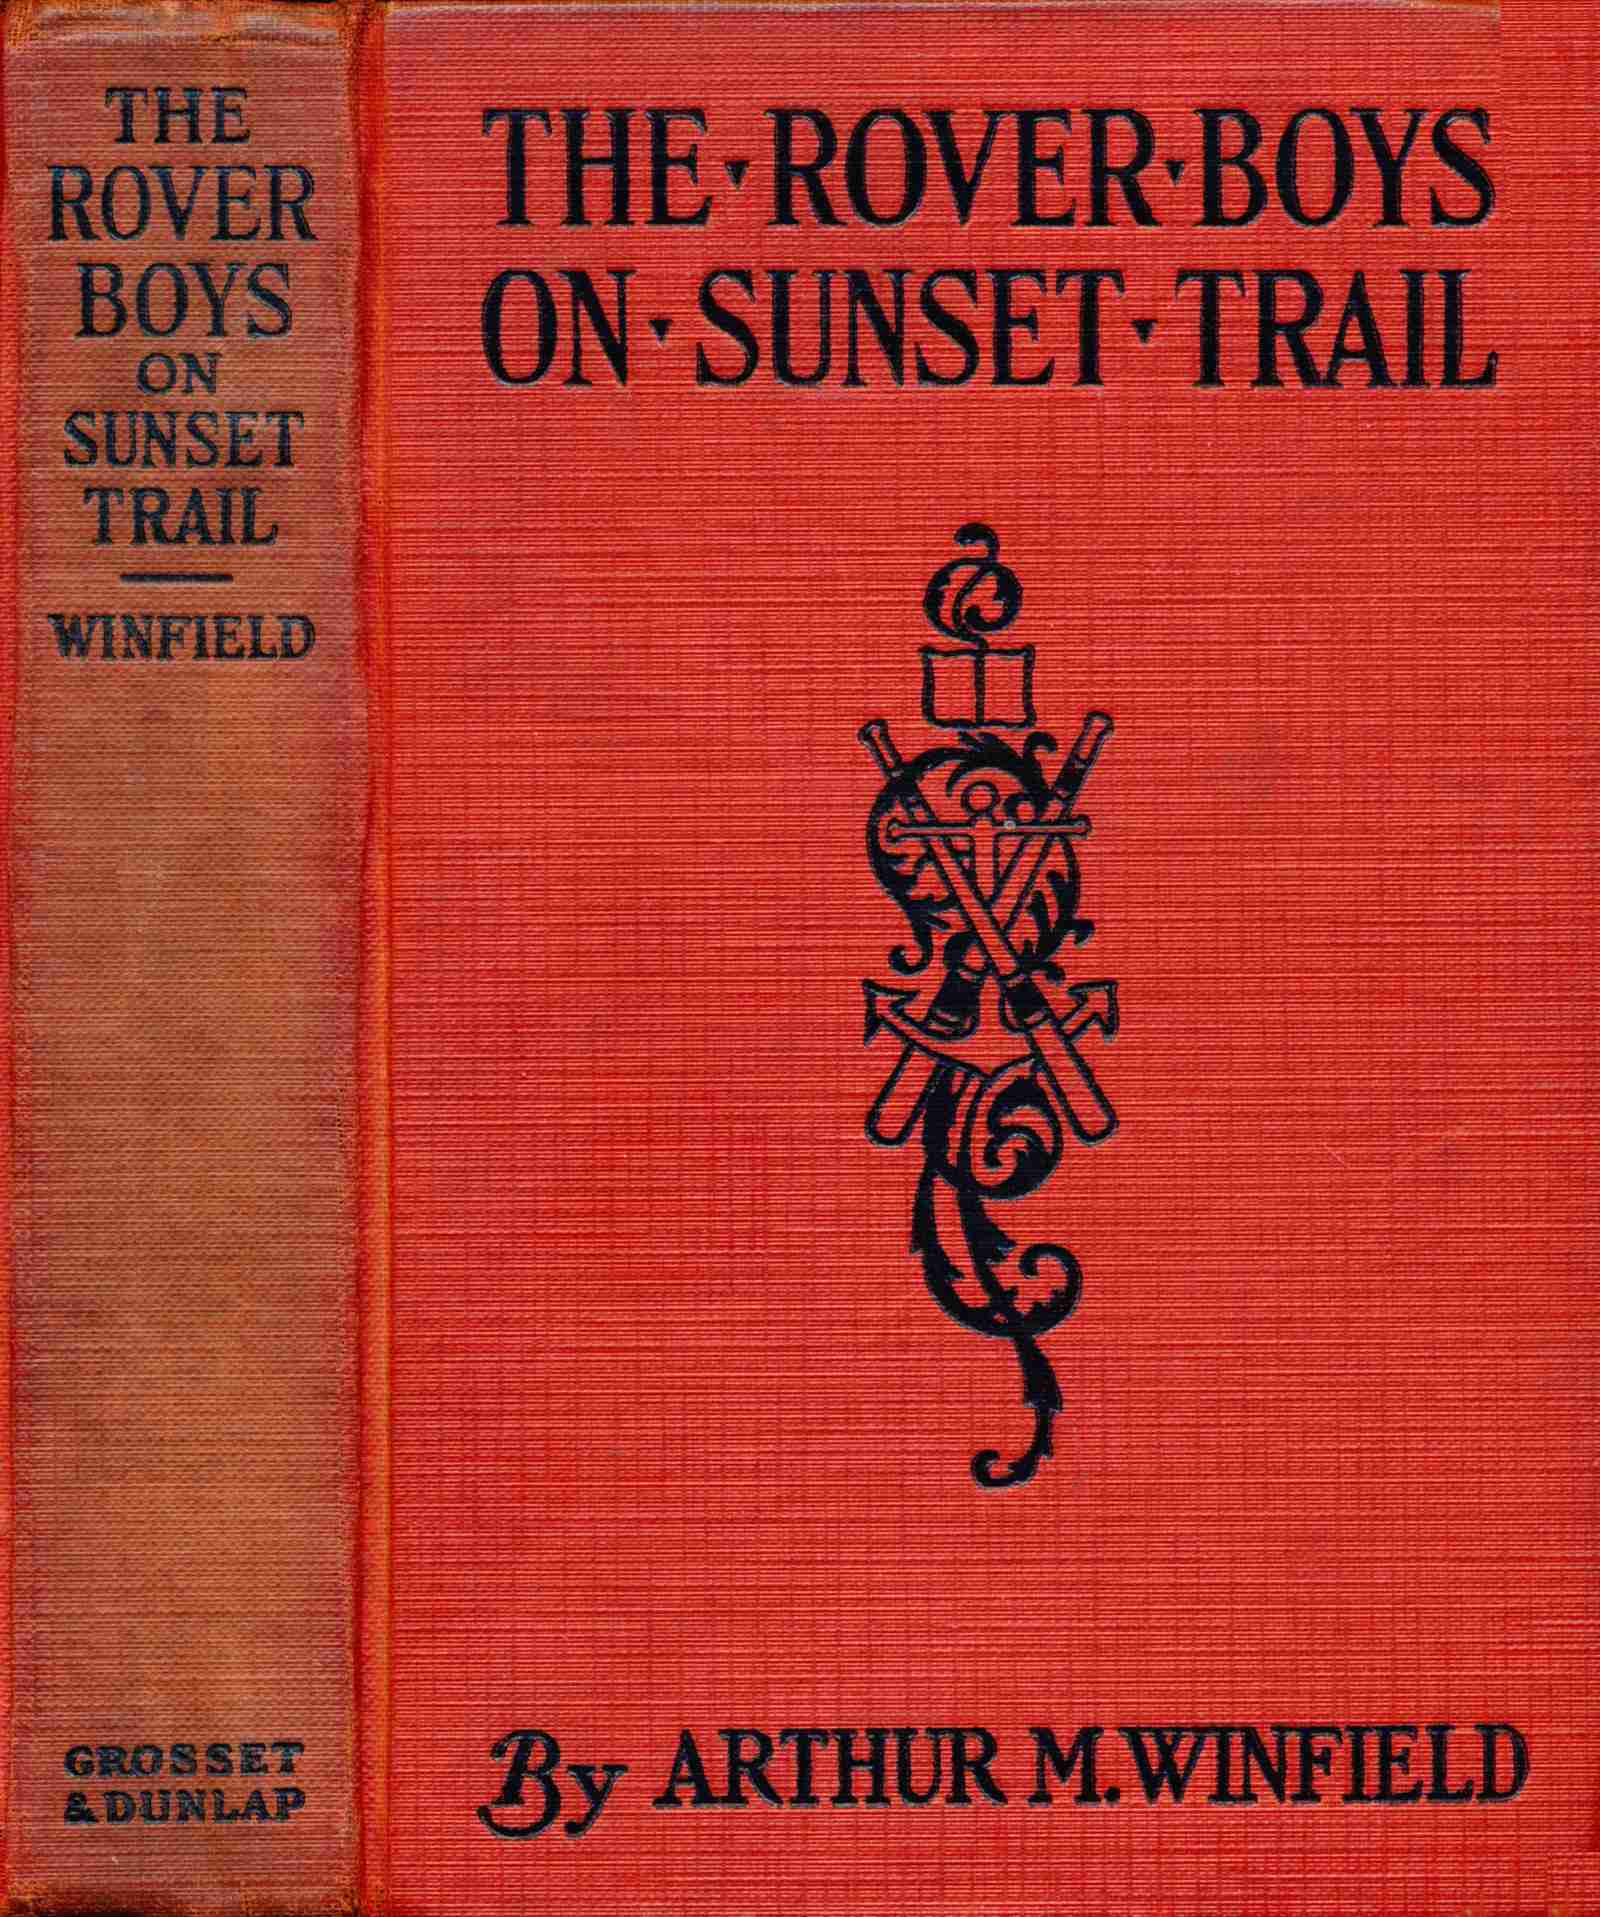 THE
ROVER
BOYS
ON
SUNSET
TRAIL
WINFIELD
GROSSET
& DUNLAP
THE ROVER BOYS
ON SUNSET TRAIL
By ARTHUR M. WINFIELD